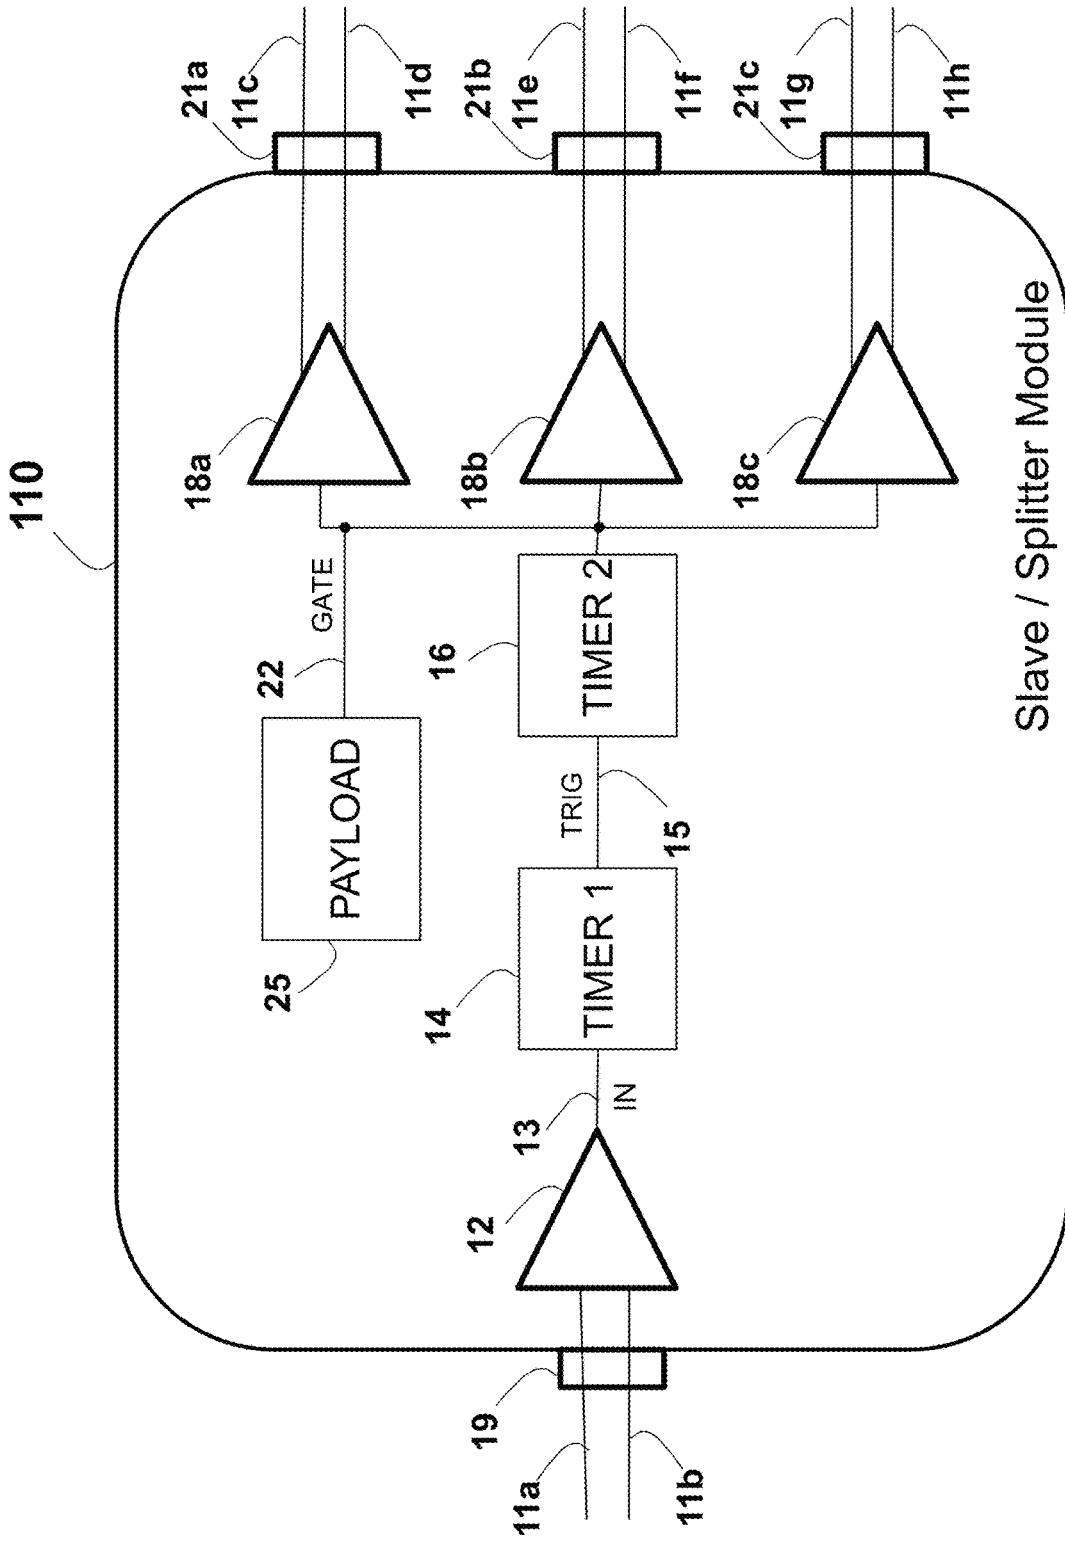 110
21a
11c
11d
21b
11e
11f
21c
11g
11h
18a
18b
18c
GATE
22
PAYLOAD
25
16
TIMER 2
TRIG
15
14
TIMER 1
13
IN
12
19
11a
11b
Slave / Splitter Module